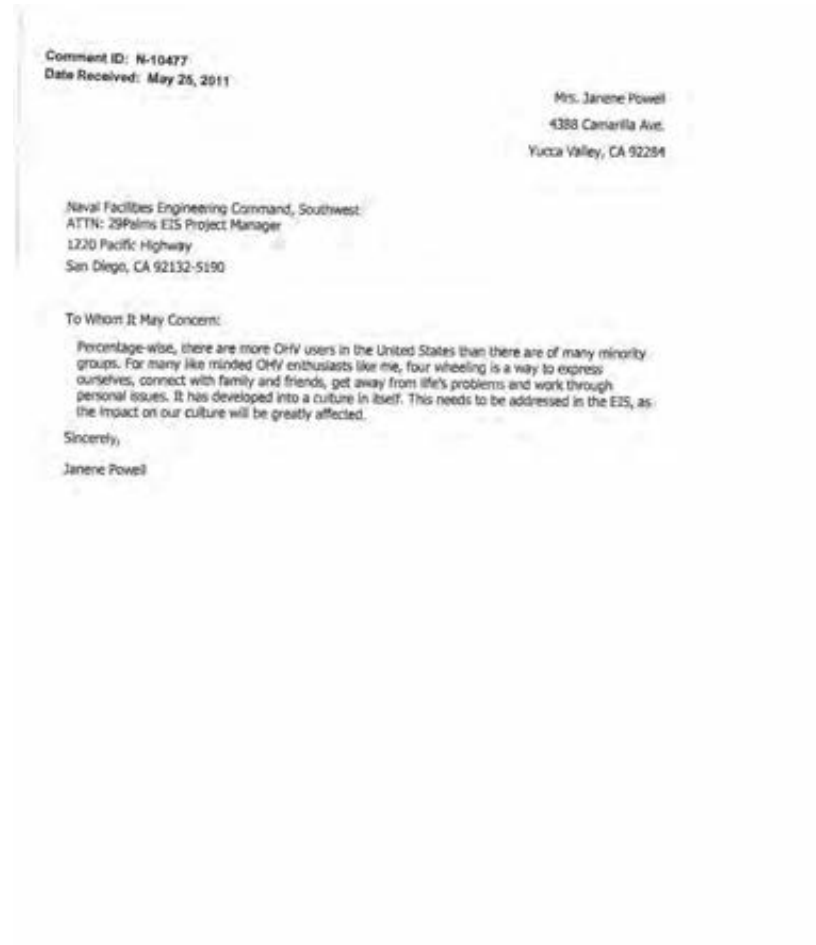 Comment ID: N-10477
Date Received: May 25, 2011
Mrs. Janene Powell
4388 Camarilla Ave.
Yucca Valley, CA 92284
Naval Facilities Engineering Command, Southwest
ATTN: 29Palms EIS Project Manager
1220 Pacific Highway
San Diego, CA 92132-5190
To Whom It May Concern:
Percentage-wise, there are more OHV users in the United States than there are of many minority
groups. For many like minded OHV enthusiasts like me, four wheeling is a way to express
ourselves, connect with family and friends, get away from life's problems and work through
personal issues. It has developed into a culture in itself. This needs to be addressed in the EIS, as
the impact on our culture will be greatly affected.
Sincerely,
Janene Powell